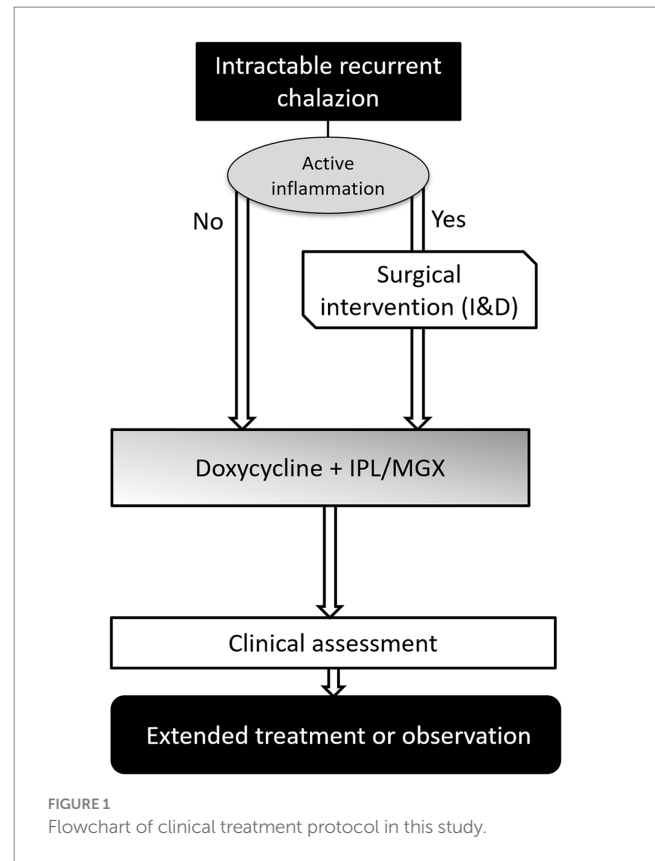 Intractable recurrent
chalazion
Active
inflammation
No
Yes
Surgical
intervention (I&D)
Doxycycline + IPL/MGX
Clinical assessment
Extended treatment or observation
FIGURE 1
Flowchart of clinical treatment protocol in this study.